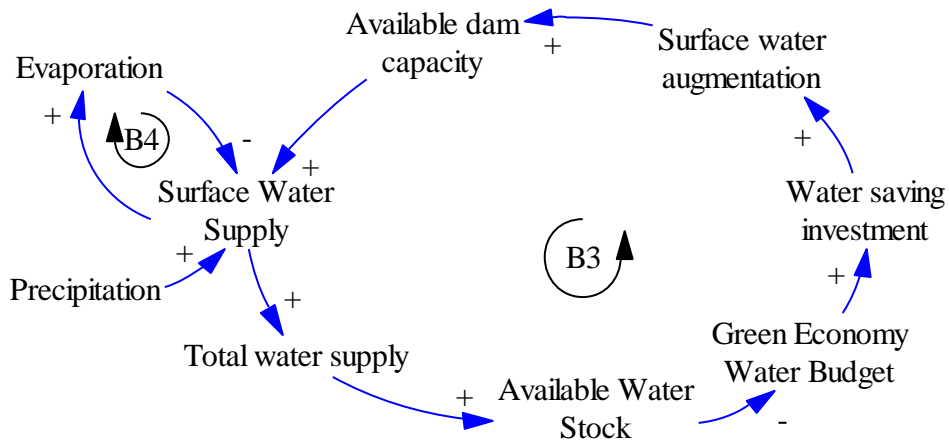 Available dam
capacity
+
Surface water
augmentation
Evaporation
+
B4
-
+
Surface Water
Supply
+
Water saving
investment
+
Precipitation
B3
+
+
Green Economy
Water Budget
Total water supply
+
Available Water
Stock
-